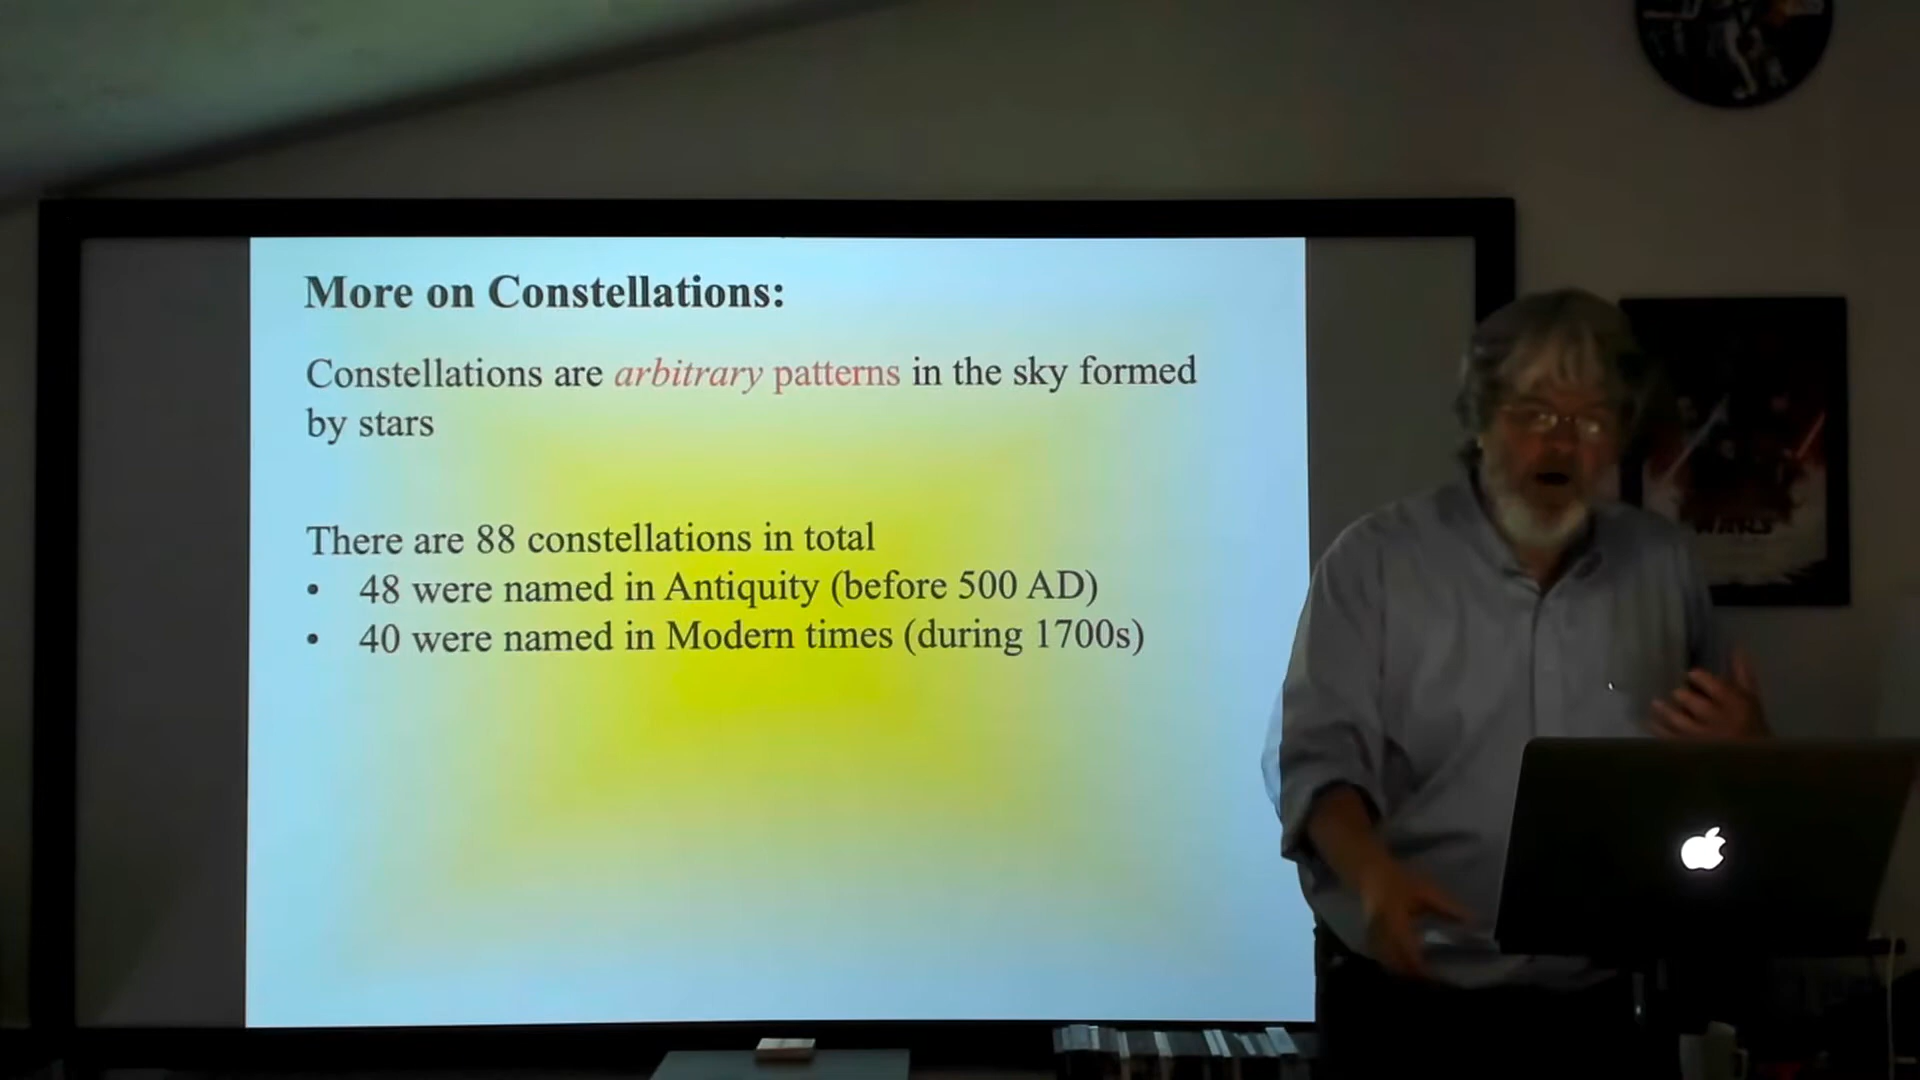 More on Constellations:
Constellations are arbitrary patterns in the sky formed
by stars
There are 88 constellations in total
• 48 were named in Antiquity (before 500 AD)
• 40 were named in Modern times (during 1700s)
WARS